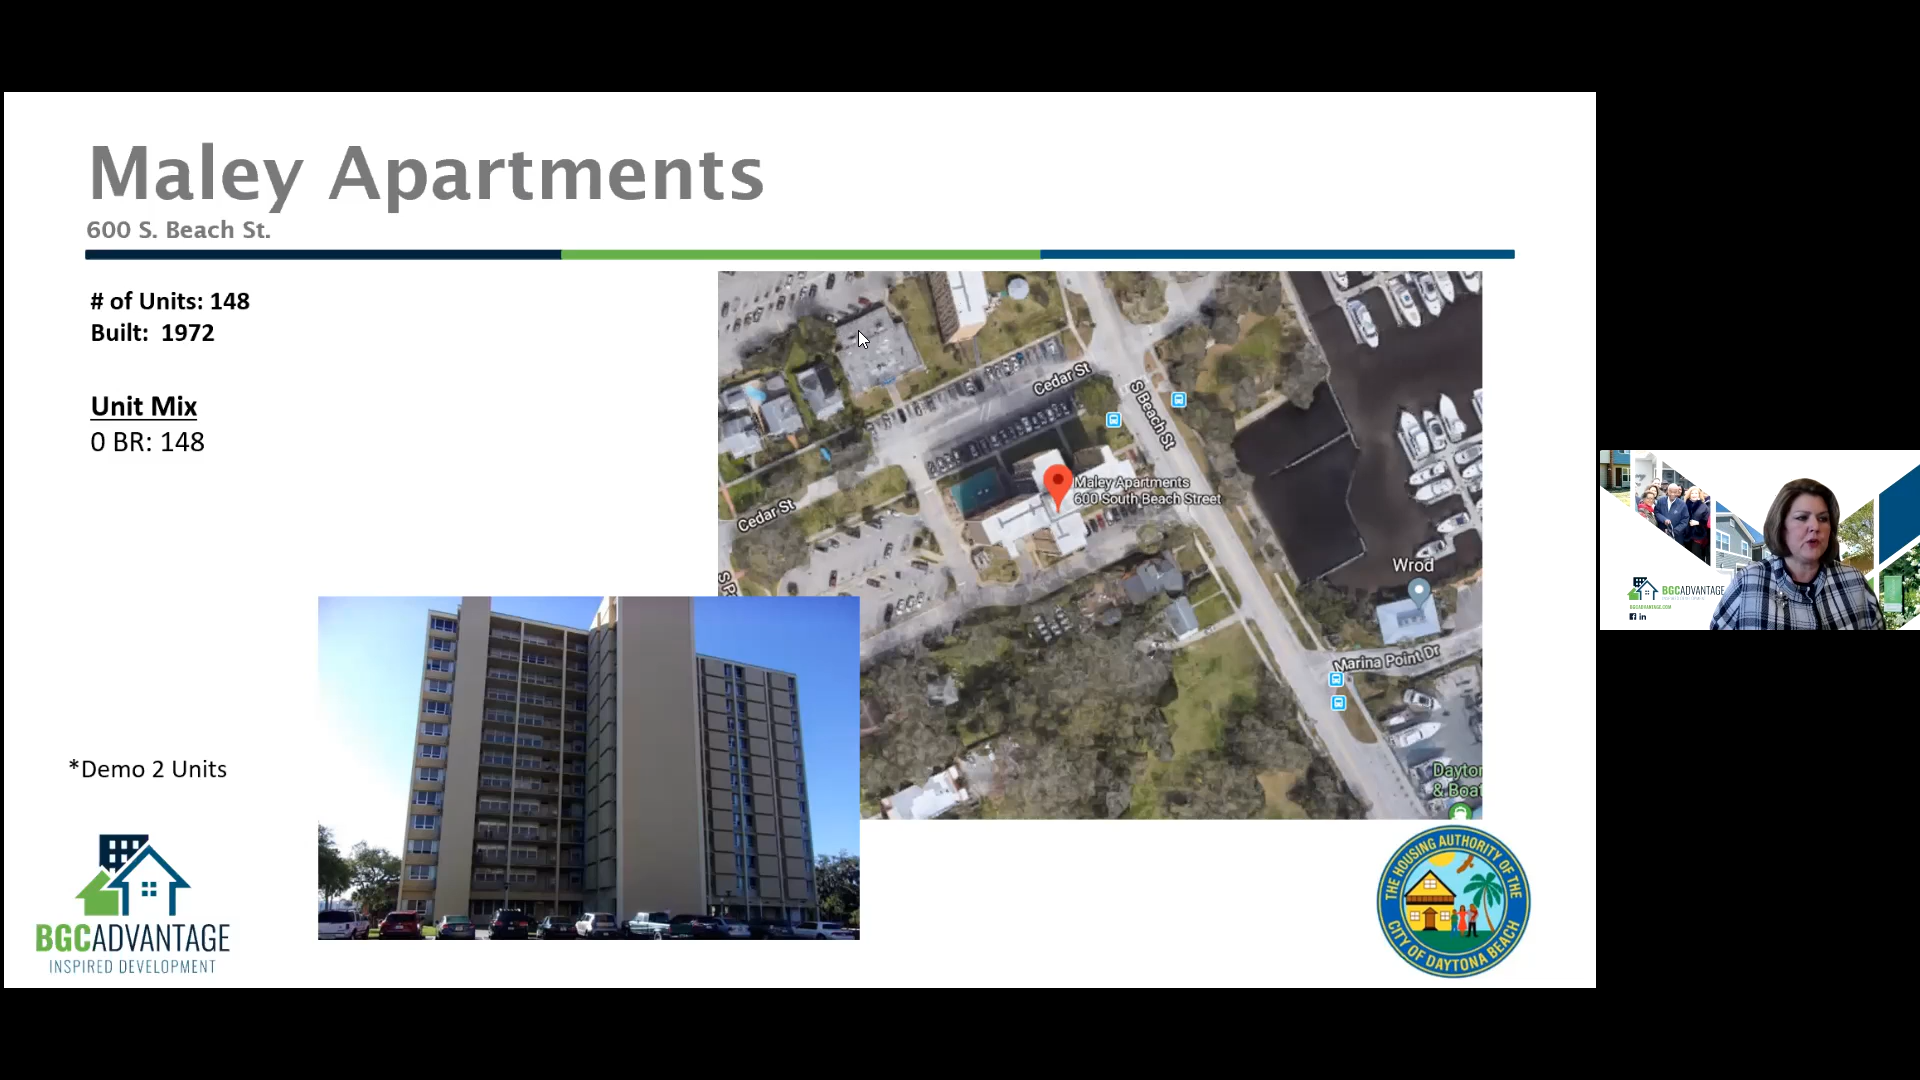 Maley Apartments
600 S. Beach St.
# of Units: 148
Built: 1972
Unit Mix
0 BR: 148
*Demo 2 Units
BGCADVANTAGE
INSPIRED DEVELOPMENT
Cedar St
S Beach St
Maley Apartments
600 South Beach Street
Cedar St
Wrod
Marina Point Dr
& Boat
THE HOUSING AUTHORITY OF THE
CITY OF DAYTONA BEACH
BGCADVANTAGE
BGCADVANTAGE.COM
in